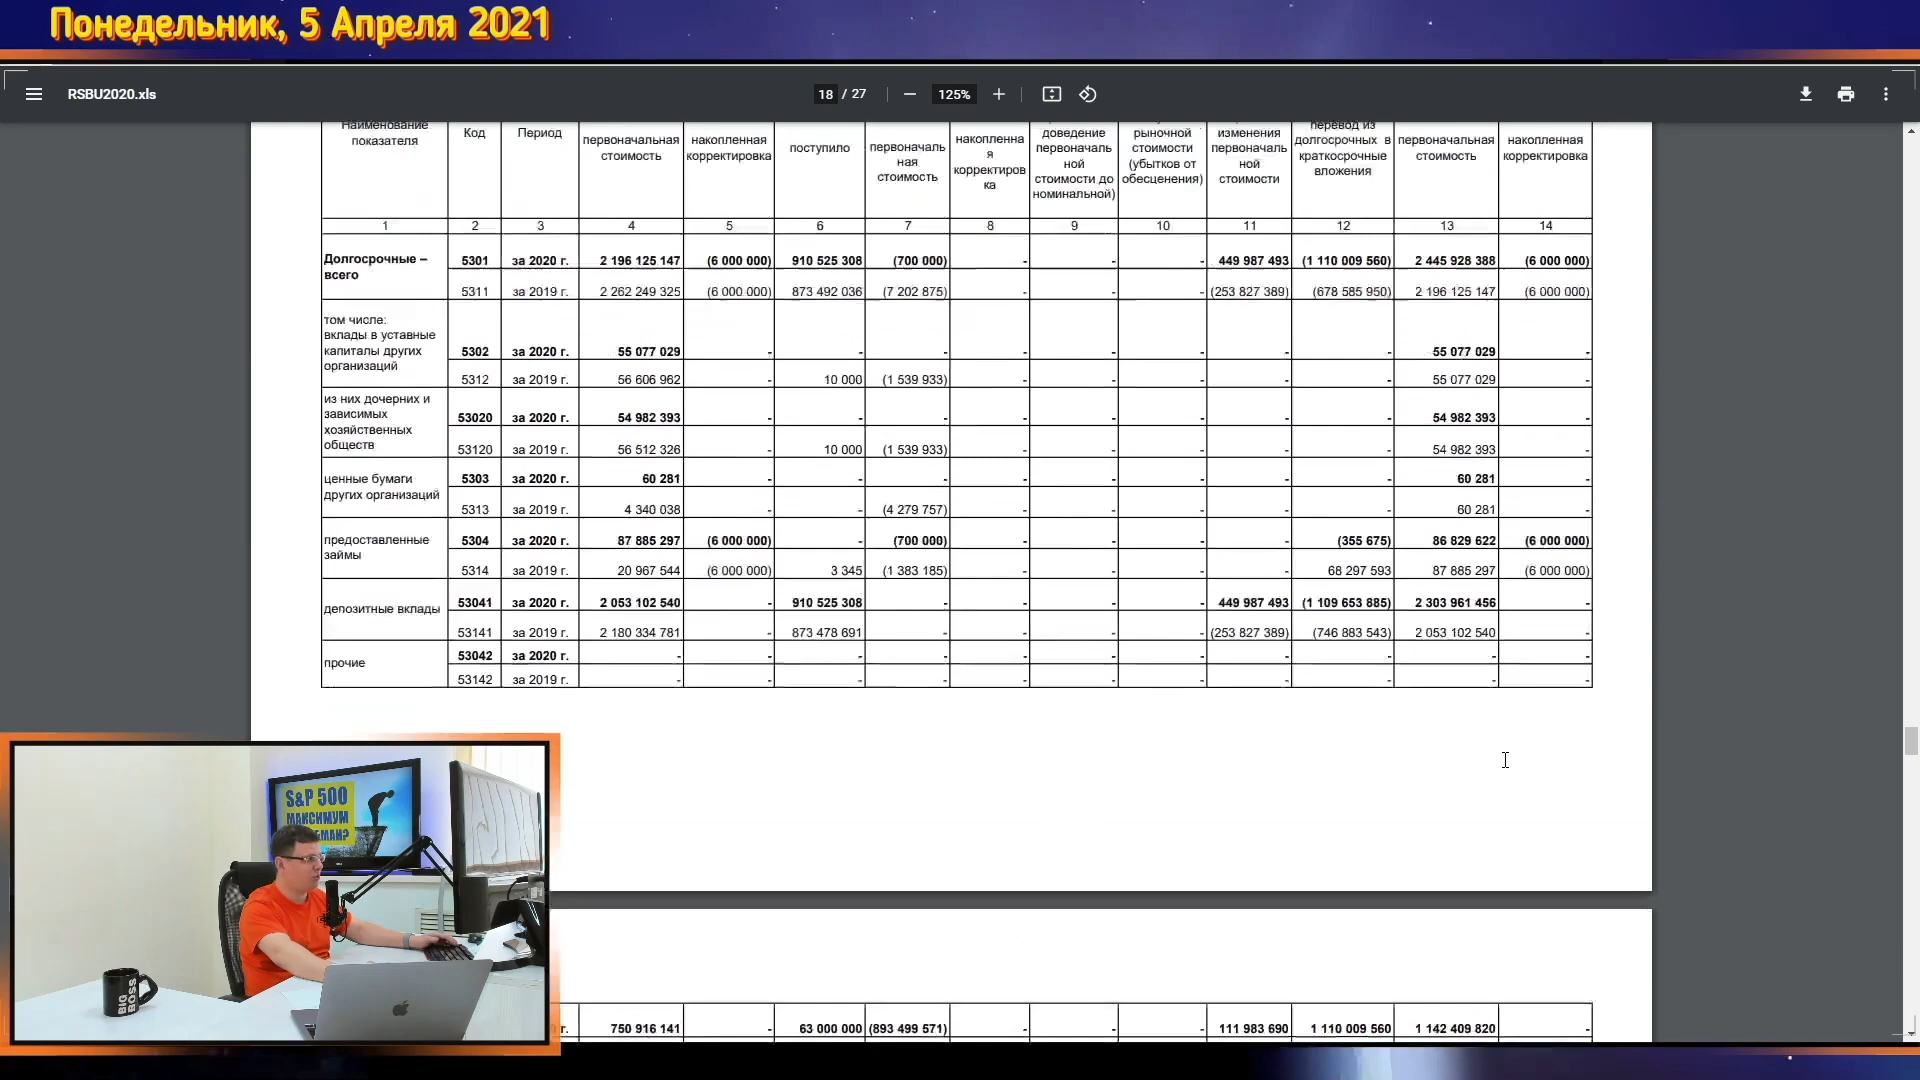 Понедельник, 5 Апреля 2021
RSBU2020.xls
18 / 27
125%
Наименование показателя
Код
Период
первоначальная стоимость
накопленная корректировка
поступило
первоначаль ная стоимость
накопленна я корректиров ка
доведение первоначаль ной стоимости до номинальной)
рыночной стоимости (убытков от обесценения)
изменения первоначаль ной стоимости
перевод из долгосрочных в краткосрочные вложения
первоначальная стоимость
накопленная корректировка
1 2 3 4 5 6 7 8 9 10 11 12 13 14
Долгосрочные – всего
5301 за 2020 г. 2 196 125 147 (6 000 000) 910 525 308 (700 000) - - - 449 987 493 (1 110 009 560) 2 445 928 388 (6 000 000)
5311 за 2019 г. 2 262 249 325 (6 000 000) 873 492 036 (7 202 875) - - - (253 827 389) (678 585 950) 2 196 125 147 (6 000 000)
том числе:
вклады в уставные капиталы других организаций
5302 за 2020 г. 55 077 029 - - - - - - - - 55 077 029 -
5312 за 2019 г. 56 606 962 - 10 000 (1 539 933) - - - - - 55 077 029 -
из них дочерних и зависимых хозяйственных обществ
53020 за 2020 г. 54 982 393 - - - - - - - - 54 982 393 -
53120 за 2019 г. 56 512 326 - 10 000 (1 539 933) - - - - - 54 982 393 -
ценные бумаги других организаций
5303 за 2020 г. 60 281 - - - - - - - - 60 281 -
5313 за 2019 г. 4 340 038 - - (4 279 757) - - - - - 60 281 -
предоставленные займы
5304 за 2020 г. 87 885 297 (6 000 000) - (700 000) - - - - (355 675) 86 829 622 (6 000 000)
5314 за 2019 г. 20 967 544 (6 000 000) 3 345 (1 383 185) - - - - 68 297 593 87 885 297 (6 000 000)
депозитные вклады
53041 за 2020 г. 2 053 102 540 - 910 525 308 - - - - 449 987 493 (1 109 653 885) 2 303 961 456 -
53141 за 2019 г. 2 180 334 781 - 873 478 691 - - - - (253 827 389) (746 883 543) 2 053 102 540 -
прочие
53042 за 2020 г. - - - - - - - - - - -
53142 за 2019 г. - - - - - - - - - - -
г. 750 916 141 - 63 000 000 (893 499 571) - - - 111 983 690 1 110 009 560 1 142 409 820 -
S&P 500
МАКСИМУМ
BIG BOSS